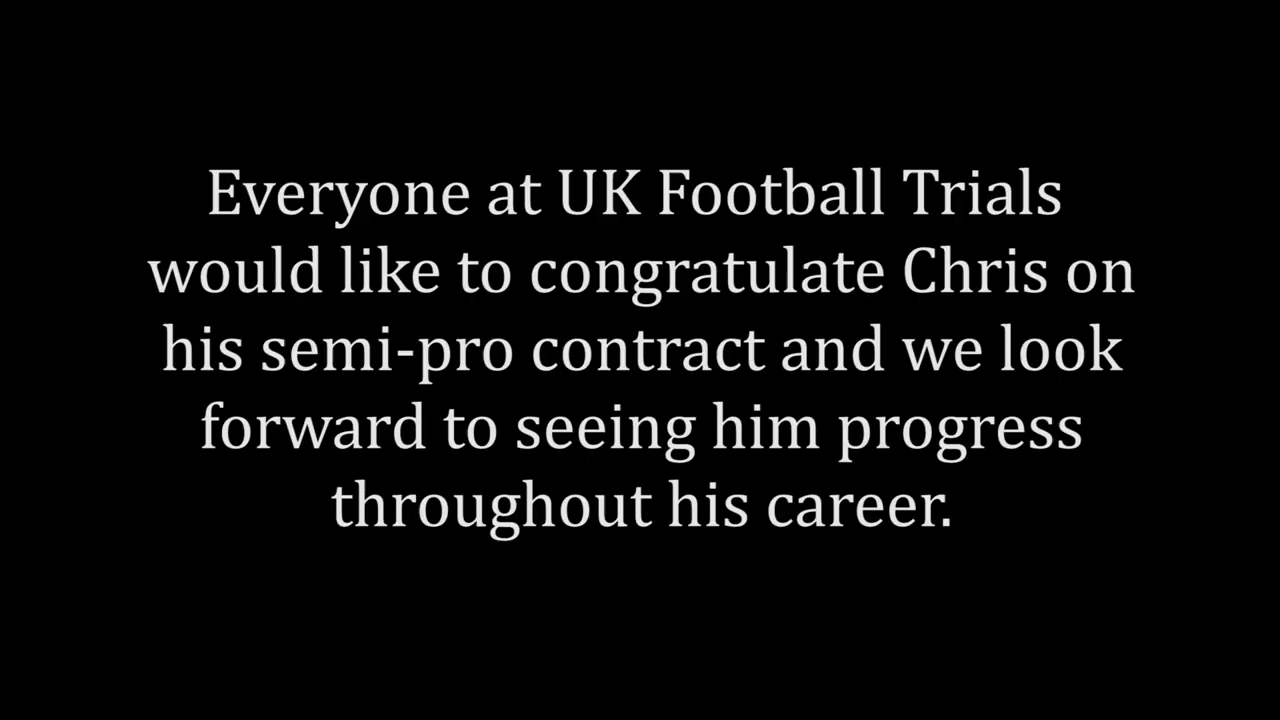 Everyone at UK Football Trials
would like to congratulate Chris on
his semi-pro contract and we look
forward to seeing him progress
throughout his career.